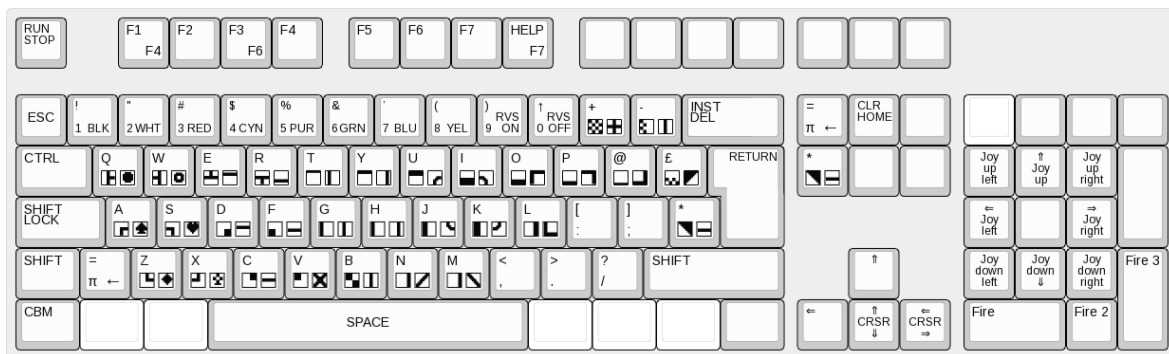 RUN
STOP
F1
F4
F2
F3
F6
F4
F5
F6
F7
HELP
F7
ESC
!
1 BLK
"
2 WHT
#
3 RED
$
4 CYN
%
5 PUR
&
6 GRN
'
7 BLU
(
8 YEL
)
RVS
9 ON
↑
RVS
0 OFF
+
-
INST
DEL
=
π ←
CLR
HOME
CTRL
Q
W
E
R
T
Y
U
I
O
P
@
£
RETURN
*
Joy
up
left
⇑
Joy
up
Joy
up
right
SHIFT
LOCK
A
S
D
F
G
H
J
K
L
[
:
]
;
*
⇐
Joy
left
⇒
Joy
right
SHIFT
=
π ←
Z
X
C
V
B
N
M
<
,
>
.
?
/
SHIFT
⇑
Joy
down
left
Joy
down
⇓
Joy
down
right
Fire 3
CBM
SPACE
⇐
⇑
CRSR
⇓
⇐
CRSR
⇒
Fire
Fire 2